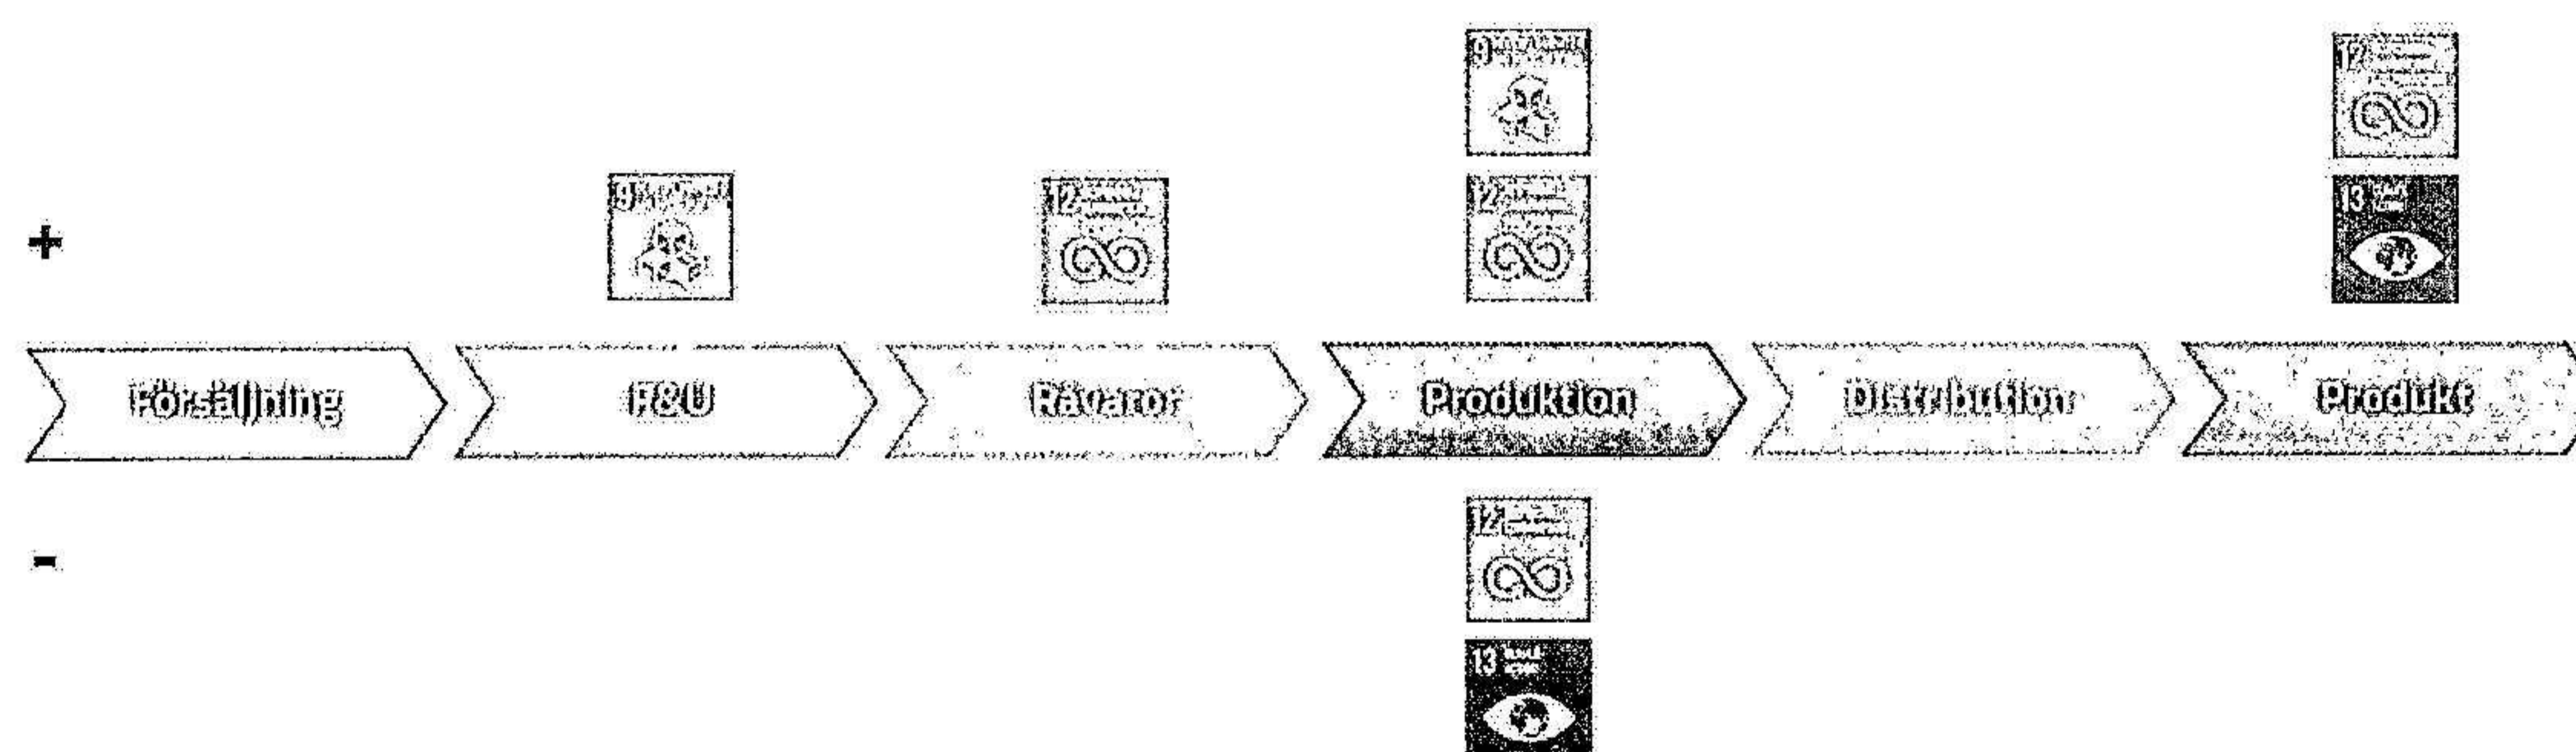 9
12
9
12
12
13
+
Försäljning
F&U
Råvaror
Produktion
Distribution
Produkt
-
12
13